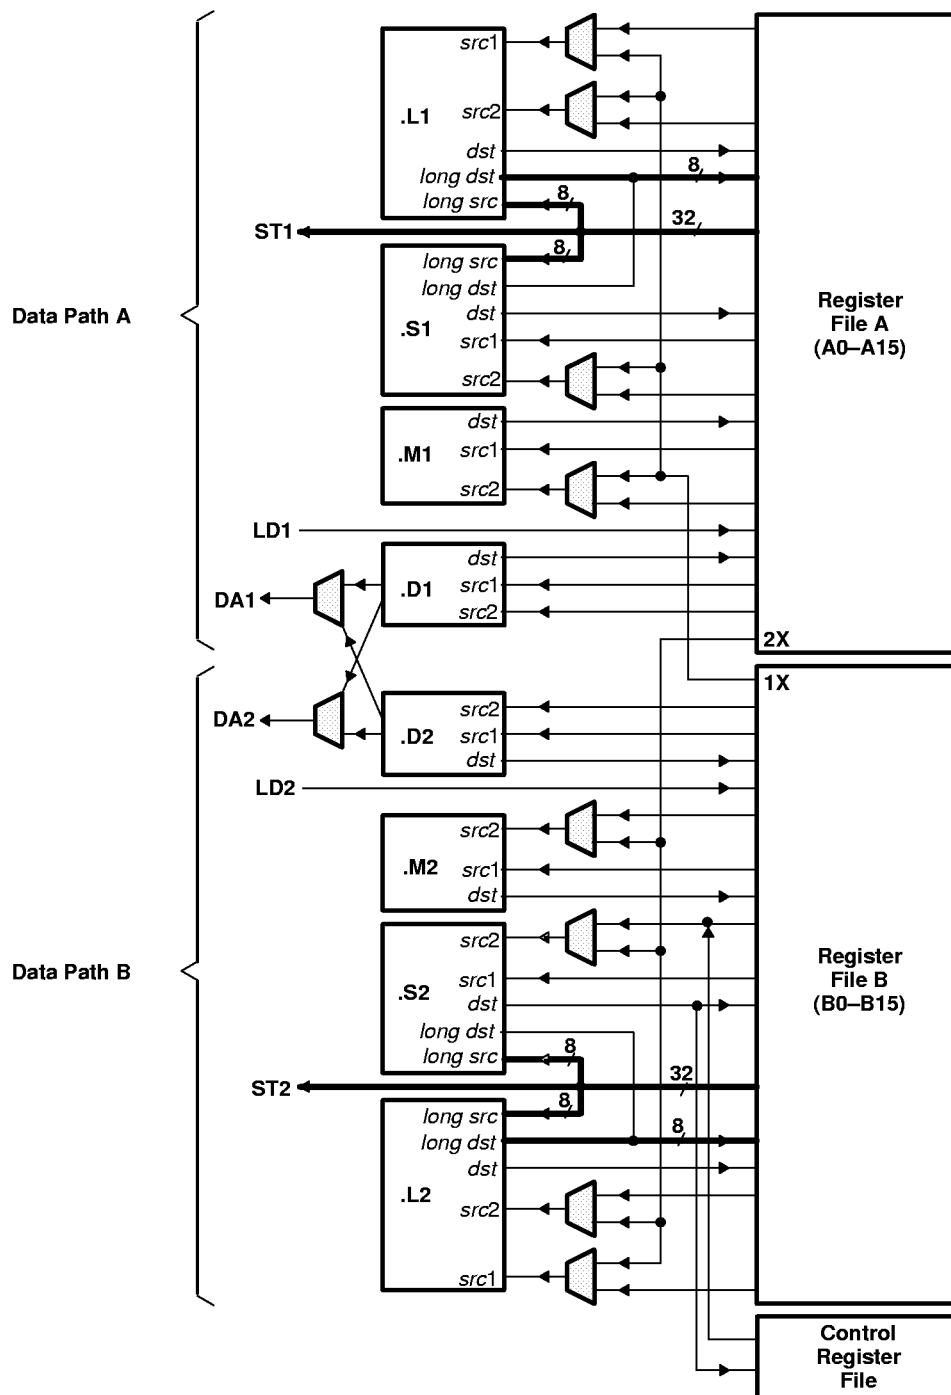 src1
.L1
src2
dst
long dst
8
long src
8
ST1
32
8
long src
long dst
Data Path A
Register
File A
(A0–A15)
dst
.S1
src1
src2
dst
.M1
src1
src2
LD1
dst
.D1
src1
DA1
src2
2X
1X
src2
DA2
.D2
src1
dst
LD2
src2
.M2
src1
dst
src2
Data Path B
Register
File B
(B0–B15)
src1
.S2
dst
long dst
8
long src
ST2
32
8
long src
8
long dst
dst
.L2
src2
src1
Control
Register
File